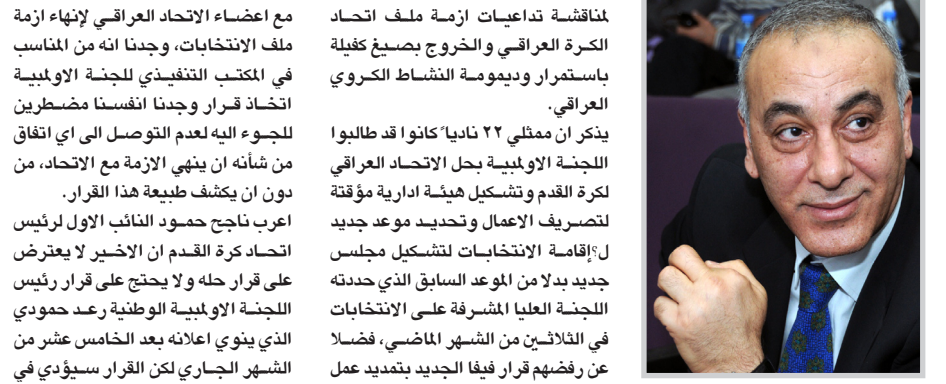 لمناقشة تداعيات ازمة ملف اتحاد
الكرة العراقي والخروج بصيغ كفيلة
باستمرار وديمومة النشاط الكروي
العراقي.
يذكر ان ممثلي ٢٢ ناديا ً كانوا قد طالبوا
اللجنة الاولمبية بحل الاتحاد العراقي
لكرة القدم وتشكيل هيئة ادارية مؤقتة
لتصريف الاعمال وتحديد موعد جديد
ل؟إقامة الانتخابات لتشكيل مجلس
جديد بدلا من الموعد السابق الذي حددته
اللجنة العليا المشرفة على الانتخابات
في الثلاثين من الشهر الماضي، فضلا
عن رفضهم قرار فيفا الجديد بتمديد عمل
مع اعضاء الاتحاد العراقي لإنهاء ازمة
ملف الانتخابات، وجدنا انه من المناسب
في المكتب التنفيذي للجنة الاولمبية
اتخاذ قرار وجدنا انفسنا مضطرين
للجوء اليه لعدم التوصل الى اي اتفاق
من شأنه ان ينهي الازمة مع الاتحاد، من
دون ان يكشف طبيعة هذا القرار.
اعرب ناجح حمود النائب الاول لرئيس
اتحاد كرة القدم ان الاخير لا يعترض
على قرار حله ولا يحتج على قرار رئيس
اللجنة الاولمبية الوطنية رعد حمودي
الذي ينوي اعلانه بعد الخامس عشر من
الشهر الجاري لكن القرار سيؤدي في